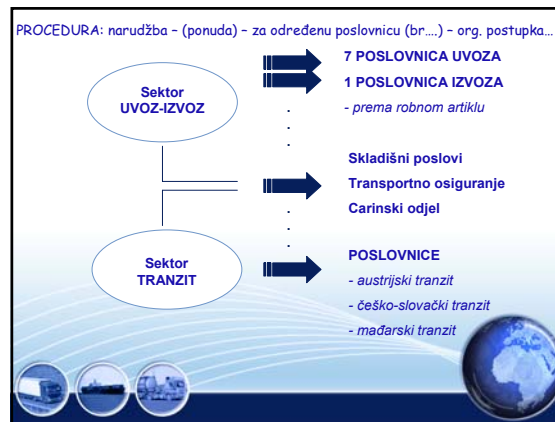 PROCEDURA: narudžba – (ponuda) – za određenu poslovnicu (br....) – org. postupka...
Sektor
UVOZ-IZVOZ
7 POSLOVNICA UVOZA
1 POSLOVNICA IZVOZA
- prema robnom artiklu
.
.
.
Skladišni poslovi
Transportno osiguranje
Carinski odjel
.
.
.
Sektor
TRANZIT
POSLOVNICE
- austrijski tranzit
- češko-slovački tranzit
- mađarski tranzit